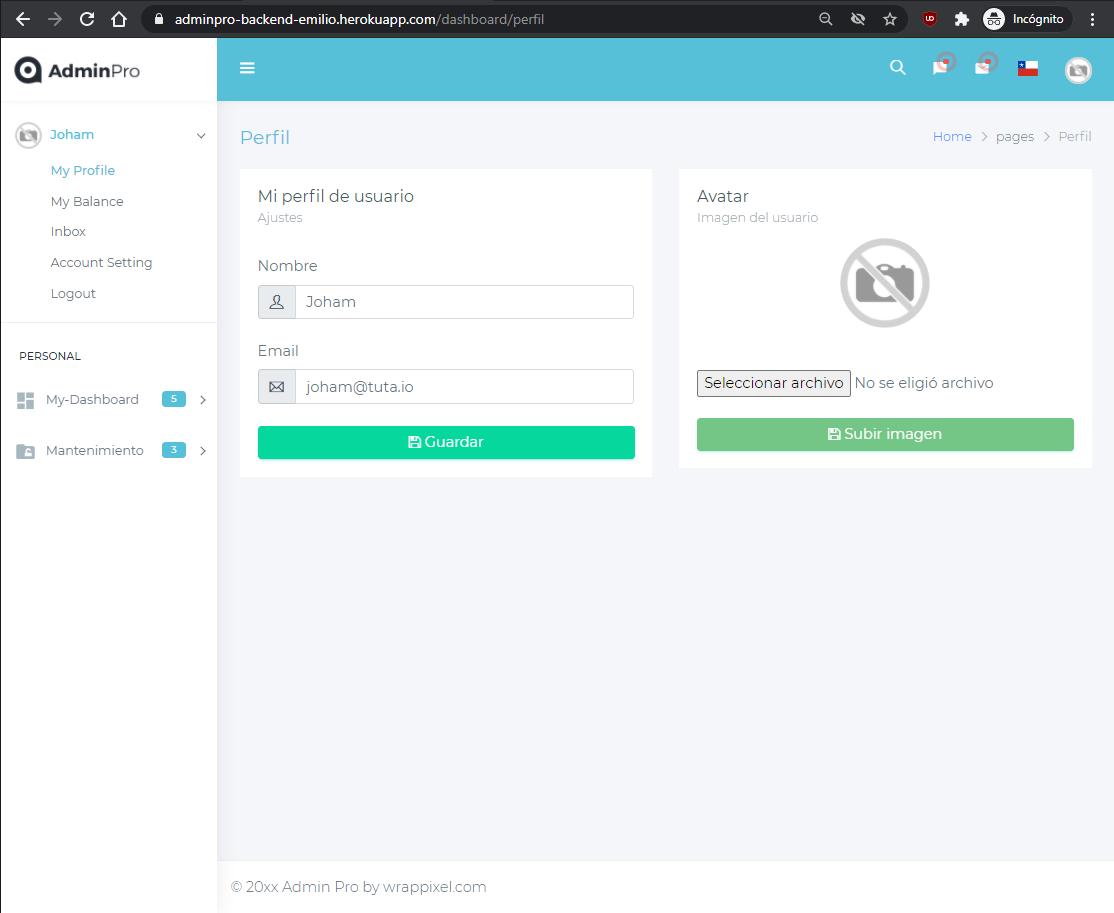 adminpro-backend-emilio.herokuapp.com/dashboard/perfil
UD
Incógnito
AdminPro
Joham
My Profile
My Balance
Inbox
Account Setting
Logout
PERSONAL
My-Dashboard 5
Mantenimiento 3
Perfil
Home > pages > Perfil
Mi perfil de usuario
Ajustes
Nombre
Joham
Email
joham@tuta.io
Guardar
Avatar
Imagen del usuario
Seleccionar archivo No se eligió archivo
Subir imagen
© 20xx Admin Pro by wrappixel.com